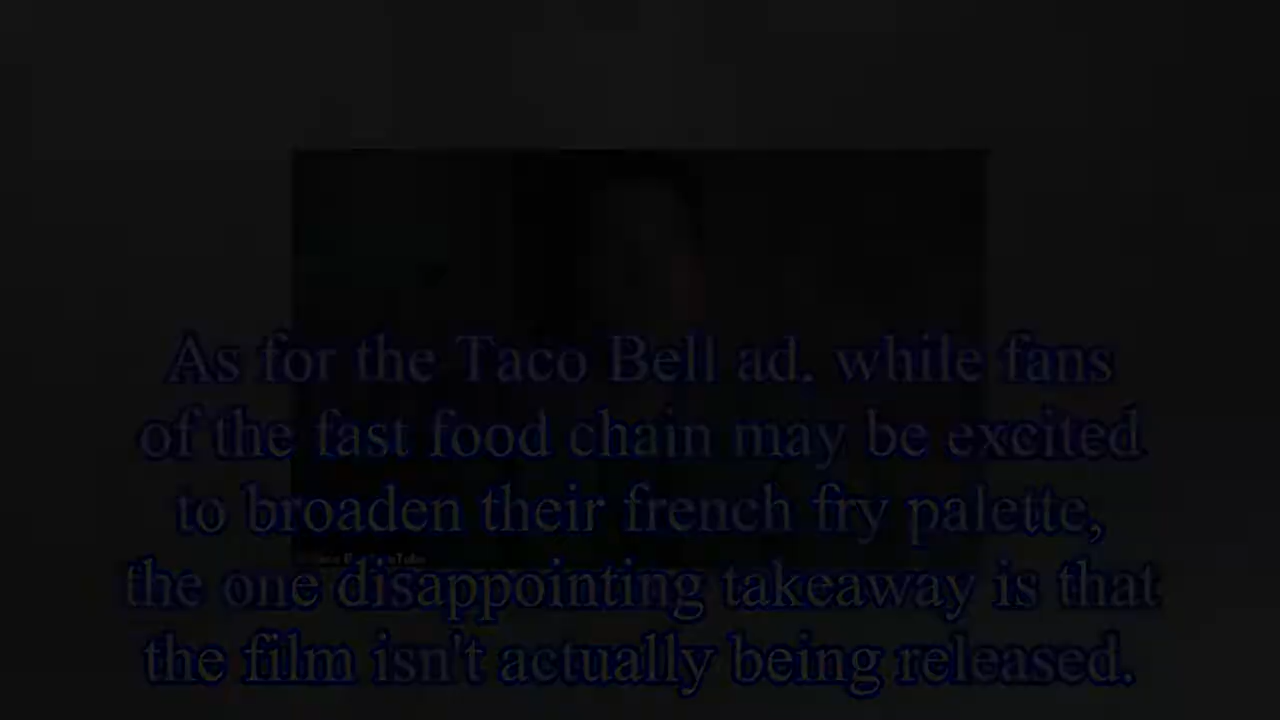 As for the Taco Bell ad, while fans
of the fast food chain may be excited
to broaden their french fry palette,
the one disappointing takeaway is that
the film isn't actually being released.